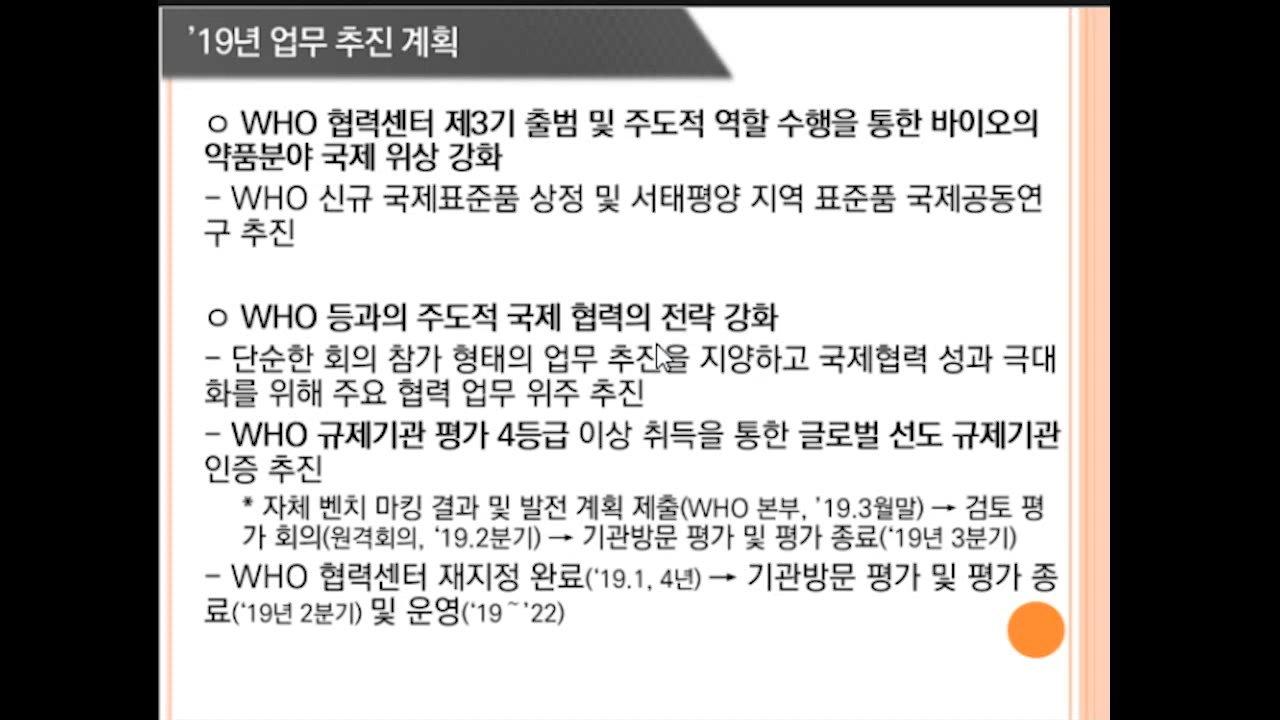 ’19년 업무 추진 계획
ㅇ WHO 협력센터 제3기 출범 및 주도적 역할 수행을 통한 바이오의
약품분야 국제 위상 강화
- WHO 신규 국제표준품 상정 및 서태평양 지역 표준품 국제공동연
구 추진
ㅇ WHO 등과의 주도적 국제 협력의 전략 강화
- 단순한 회의 참가 형태의 업무 추진을 지양하고 국제협력 성과 극대
화를 위해 주요 협력 업무 위주 추진
- WHO 규제기관 평가 4등급 이상 취득을 통한 글로벌 선도 규제기관
인증 추진
* 자체 벤치 마킹 결과 및 발전 계획 제출(WHO 본부, ’19.3월말) → 검토 평
가 회의(원격회의, ‘19.2분기) → 기관방문 평가 및 평가 종료(‘19년 3분기)
- WHO 협력센터 재지정 완료(‘19.1, 4년) → 기관방문 평가 및 평가 종
료(‘19년 2분기) 및 운영(‘19~’22)